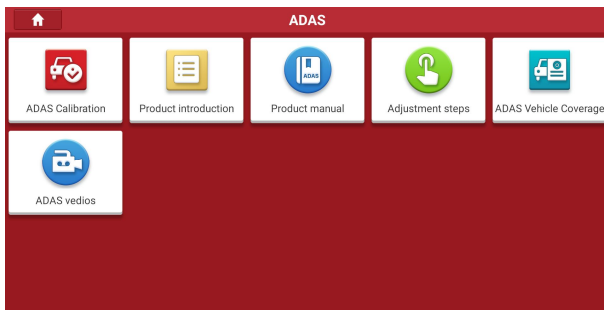 ADAS
ADAS Calibration
Product introduction
ADAS
Product manual
Adjustment steps
ADAS Vehicle Coverage
ADAS vedios